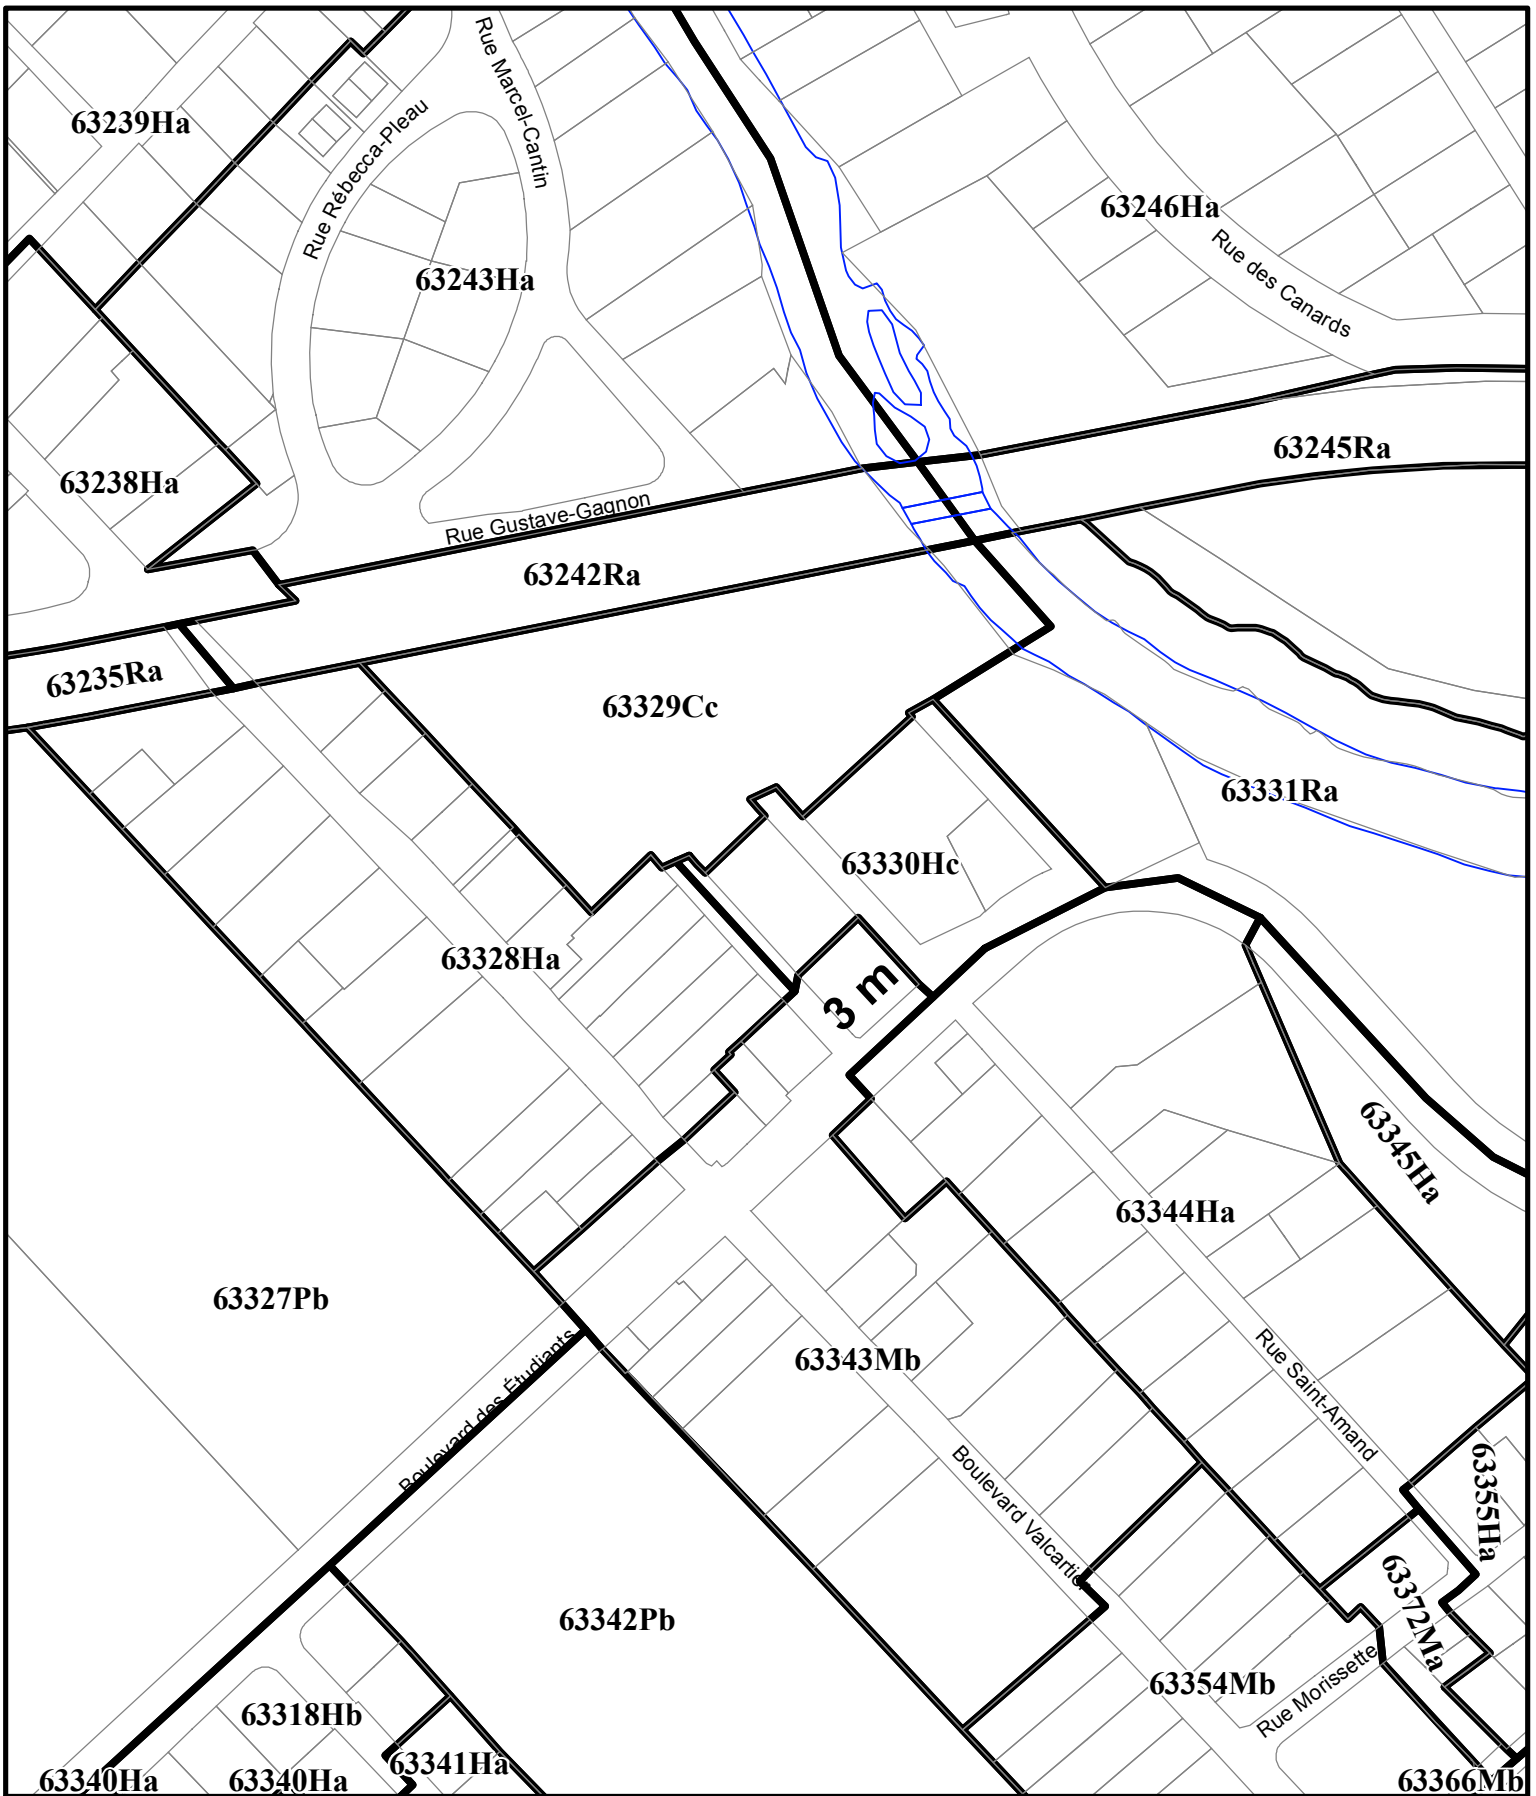 Rue Marcel-Cantin
63239Ha
Rue Rébecca-Pleau
63246Ha
Rue des Canards
63243Ha
63245Ra
63238Ha
Rue Gustave-Gagnon
63242Ra
63235Ra
63329Cc
63331Ra
63330Hc
63328Ha
3 m
63345Ha
63344Ha
63327Pb
63343Mb
Boulevard des Étudiants
Rue Saint-Amand
63355Ha
Boulevard Valcartier
63372Ma
63342Pb
63354Mb
Rue Morissette
63318Hb
63341Ha
63340Ha
63340Ha
63366Mb